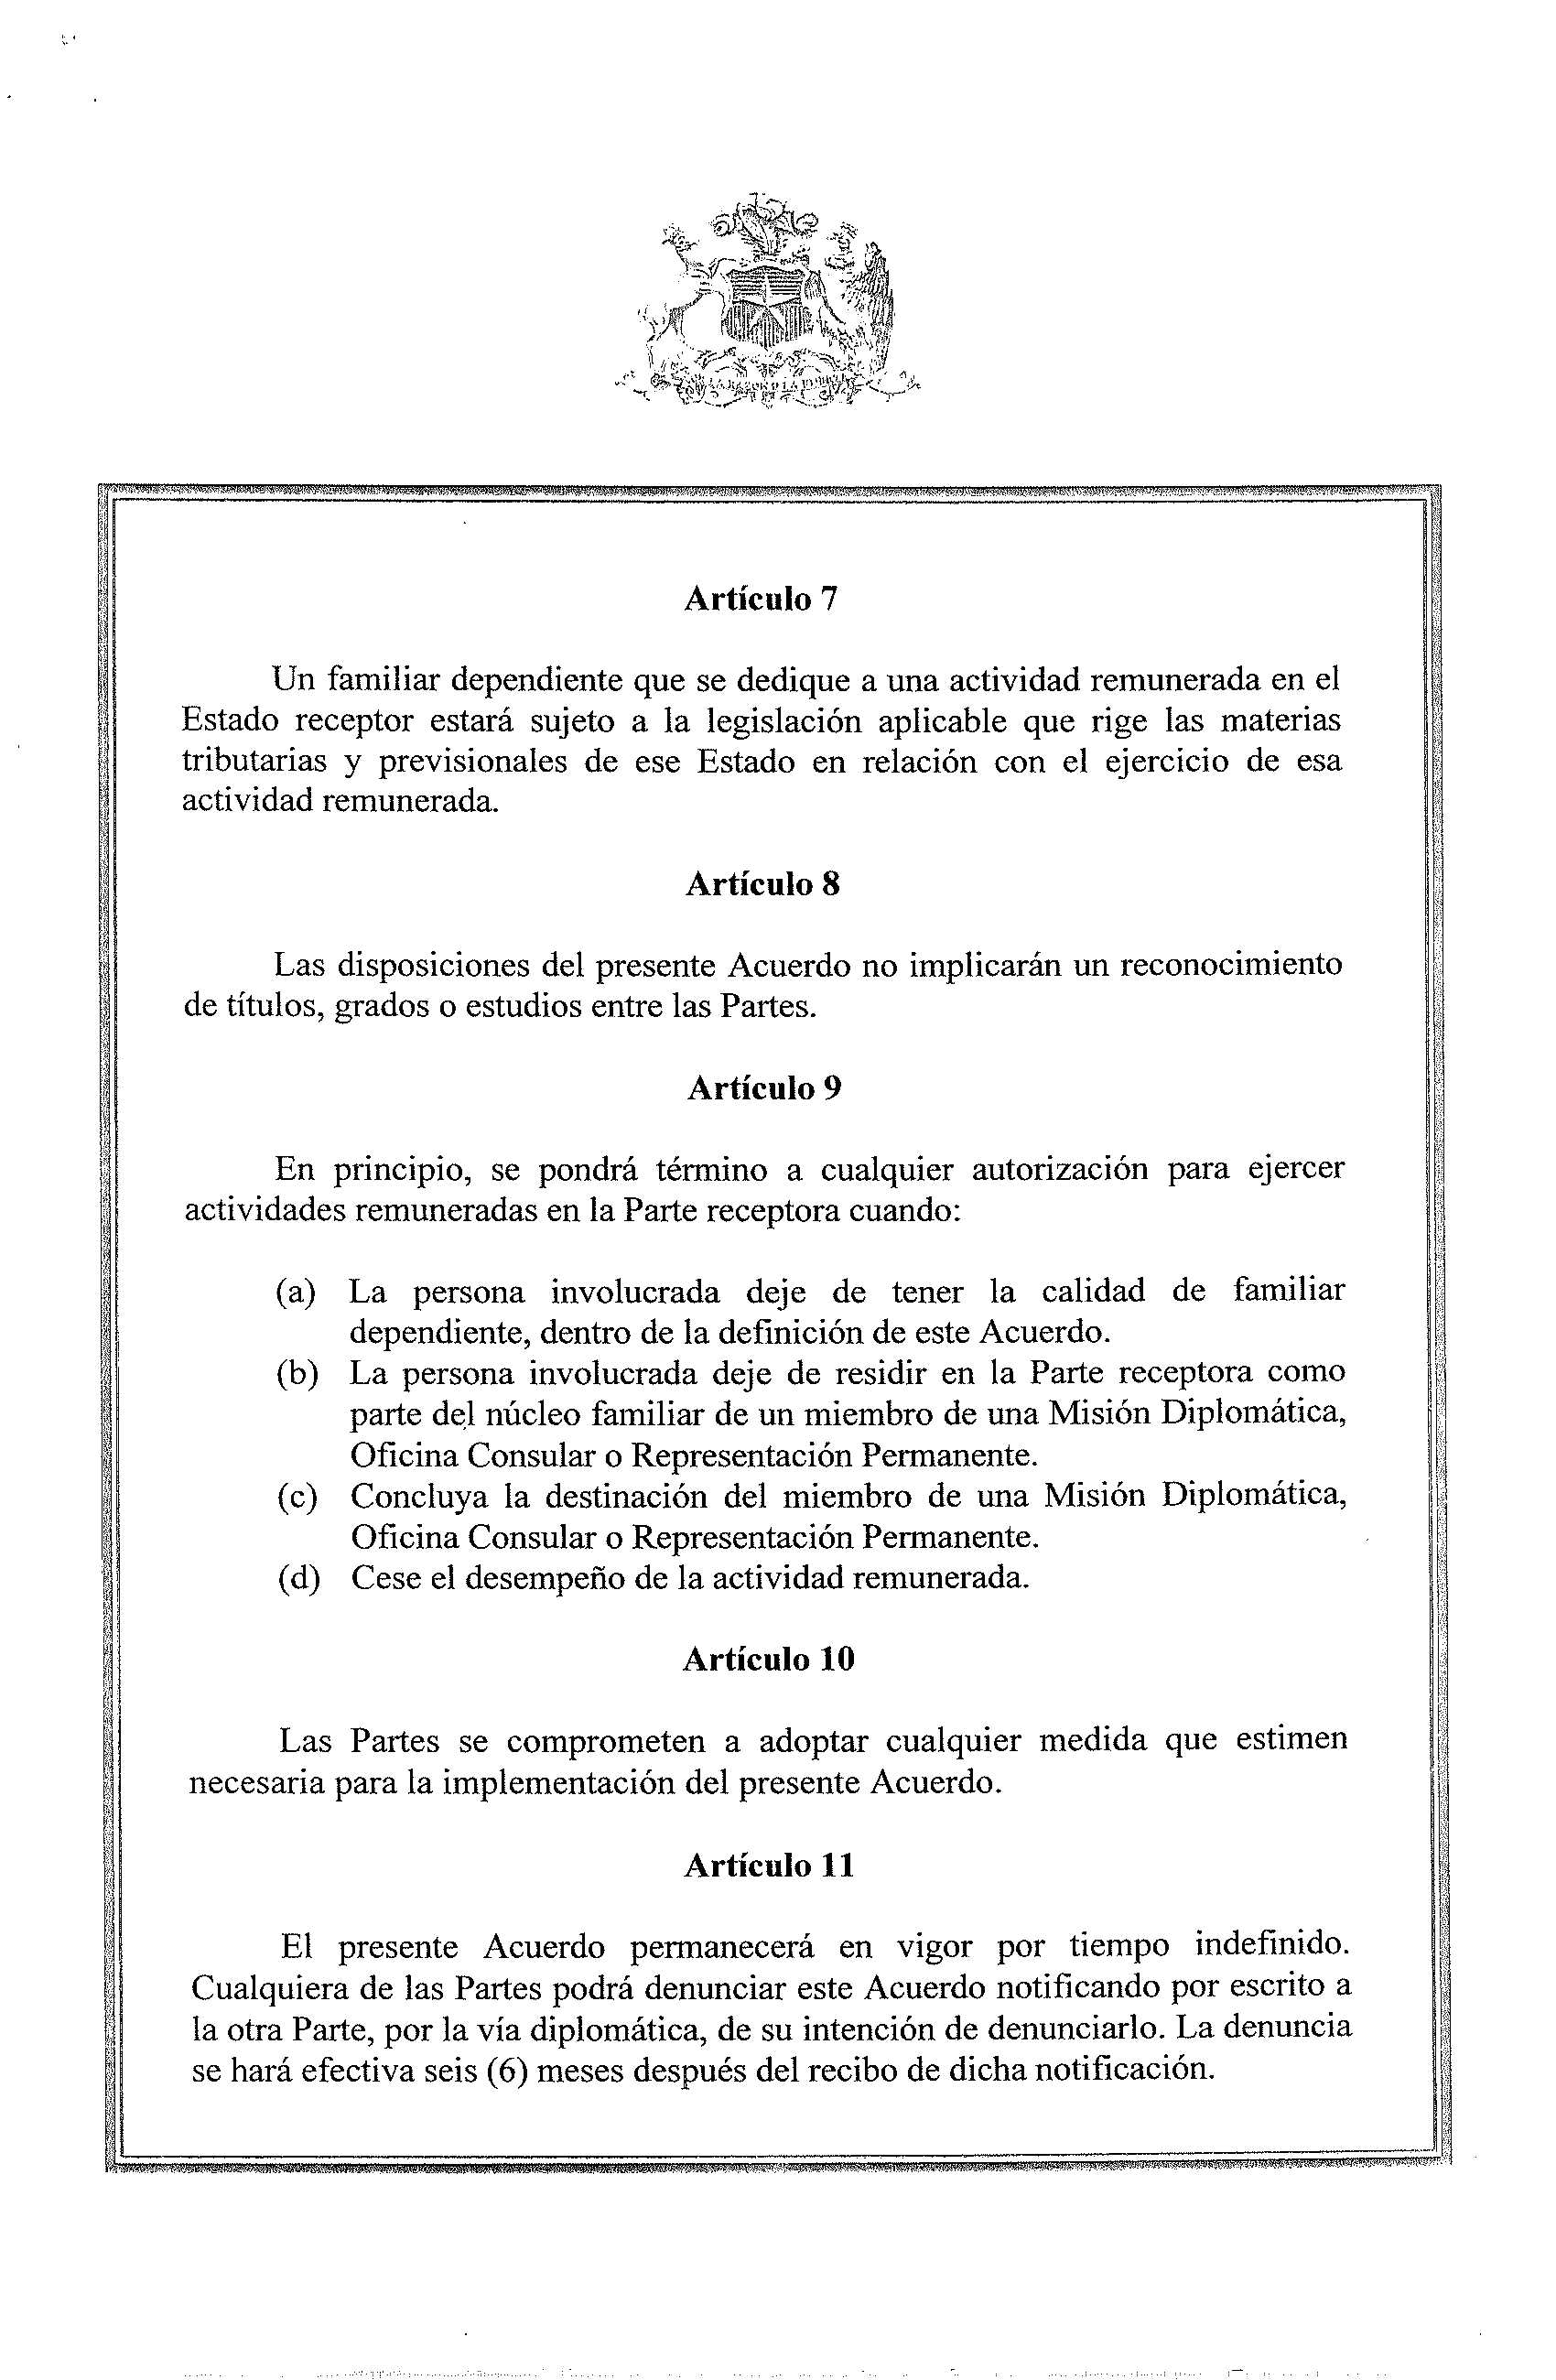 Artículo 7
Un familiar dependiente que se dedique a una actividad remunerada en el
Estado receptor estará sujeto a la legislación aplicable que rige las materias
tributarias y previsionales de ese Estado en relación con el ejercicio de esa
actividad remunerada.
Artículo 8
Las disposiciones del presente Acuerdo no implicarán un reconocimiento
de títulos, grados o estudios entre las Partes.
Artículo 9
En principio, se pondrá término a cualquier autorización para ejercer
actividades remuneradas en la Parte receptora cuando:
(a) La persona involucrada deje de tener la calidad de familiar
dependiente, dentro de la definición de este Acuerdo.
(b) La persona involucrada deje de residir en la Parte receptora como
parte del núcleo familiar de un miembro de una Misión Diplomática,
Oficina Consular o Representación Permanente.
(c) Concluya la destinación del miembro de una Misión Diplomática,
Oficina Consular o Representación Permanente.
(d) Cese el desempeño de la actividad remunerada.
Artículo 10
Las Partes se comprometen a adoptar cualquier medida que estimen
necesaria para la implementación del presente Acuerdo.
Artículo 11
El presente Acuerdo permanecerá en vigor por tiempo indefinido.
Cualquiera de las Partes podrá denunciar este Acuerdo notificando por escrito a
la otra Parte, por la vía diplomática, de su intención de denunciarlo. La denuncia
se hará efectiva seis (6) meses después del recibo de dicha notificación.